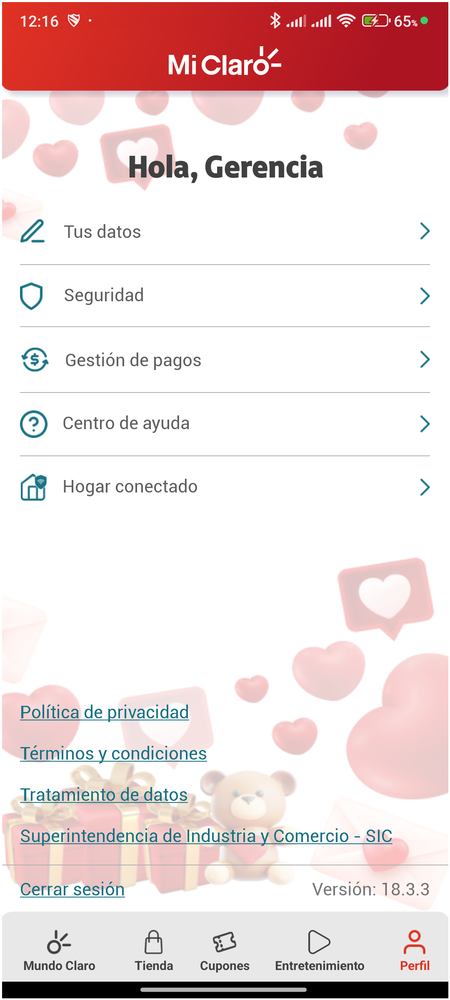 12:16
65%
Mi Claro
Hola, Gerencia
Tus datos
Seguridad
Gestión de pagos
Centro de ayuda
Hogar conectado
Política de privacidad
Términos y condiciones
Tratamiento de datos
Superintendencia de Industria y Comercio - SIC
Cerrar sesión Versión: 18.3.3
Mundo Claro Tienda Cupones Entretenimiento Perfil